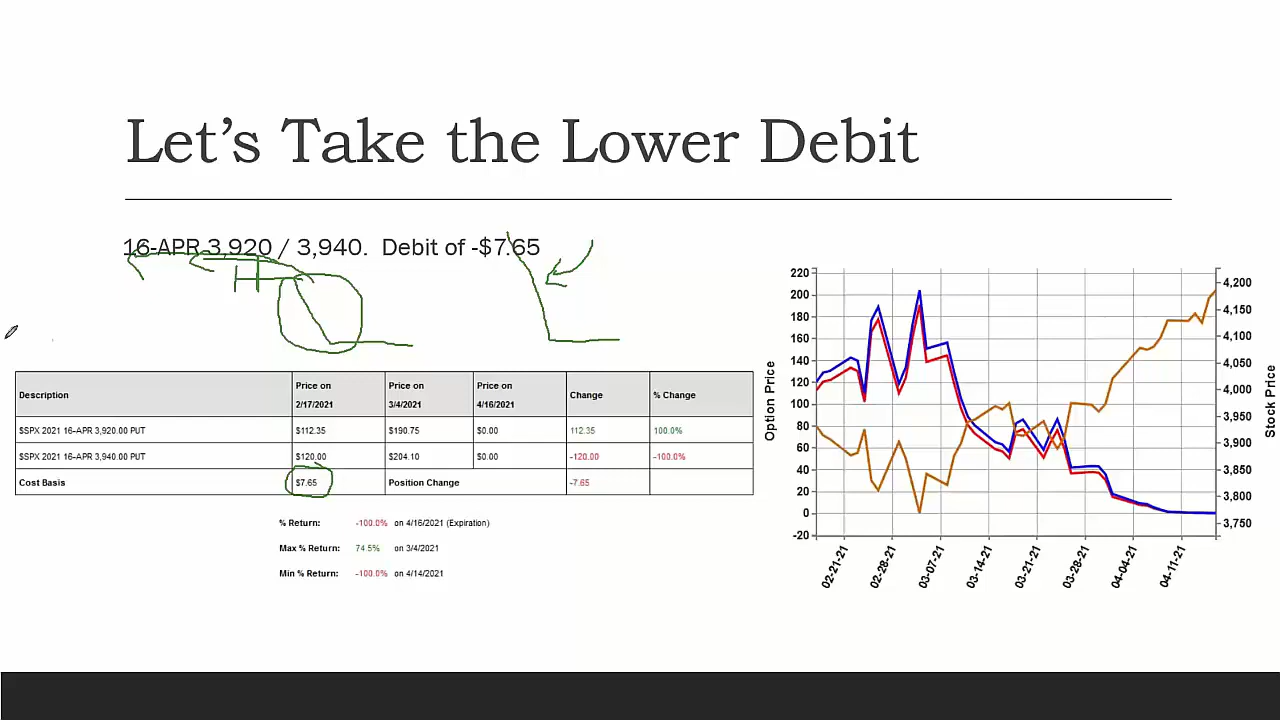 Let's Take the Lower Debit
16-APR 3,920 / 3,940. Debit of -$7.65
Description Price on 2/17/2021 Price on 3/4/2021 Price on 4/16/2021 Change % Change
$SPX 2021 16-APR 3,920.00 PUT $112.35 $190.75 $0.00 112.35 100.0%
$SPX 2021 16-APR 3,940.00 PUT $120.00 $204.10 $0.00 -120.00 -100.0%
Cost Basis $7.65 Position Change -7.65
% Return: -100.0% on 4/16/2021 (Expiration)
Max % Return: 74.5% on 3/4/2021
Min % Return: -100.0% on 4/14/2021
Option Price
220
200
180
160
140
120
100
80
60
40
20
0
-20
4,200
4,150
4,100
4,050
4,000
3,950
3,900
3,850
3,800
3,750
Stock Price
02-21-21 02-28-21 03-07-21 03-14-21 03-21-21 03-28-21 04-04-21 04-11-21